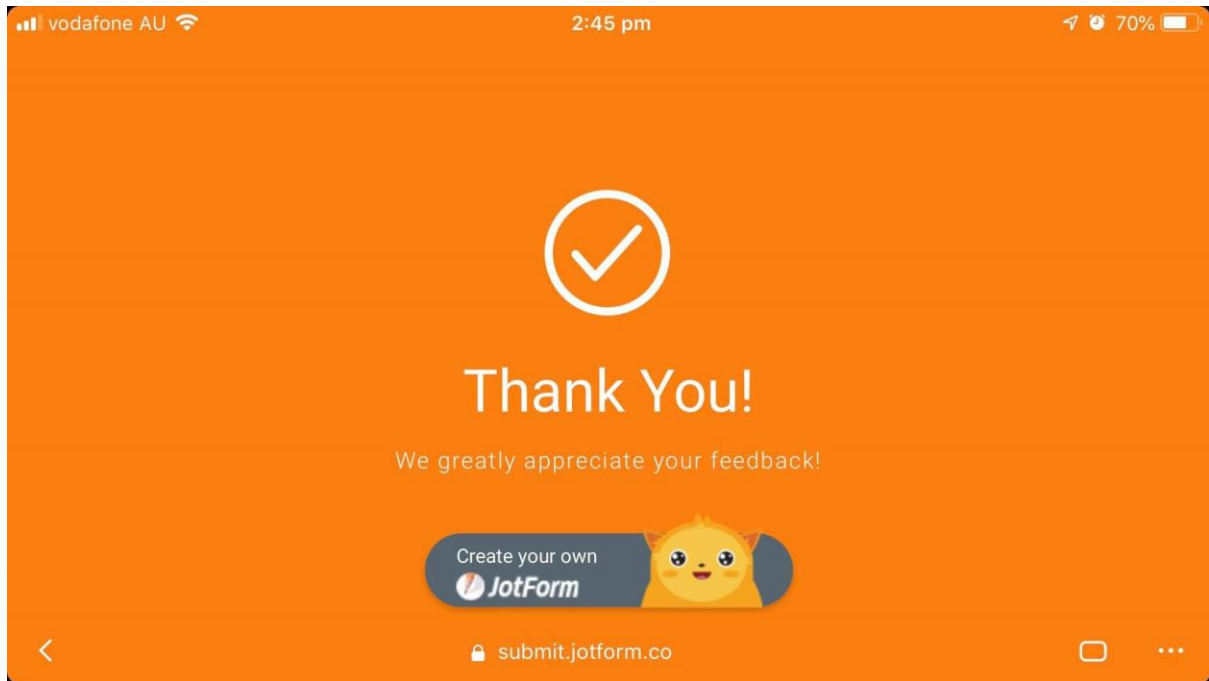 vodafone AU 2:45 pm 70%
Thank You!
We greatly appreciate your feedback!
Create your own
JotForm
submit.jotform.co